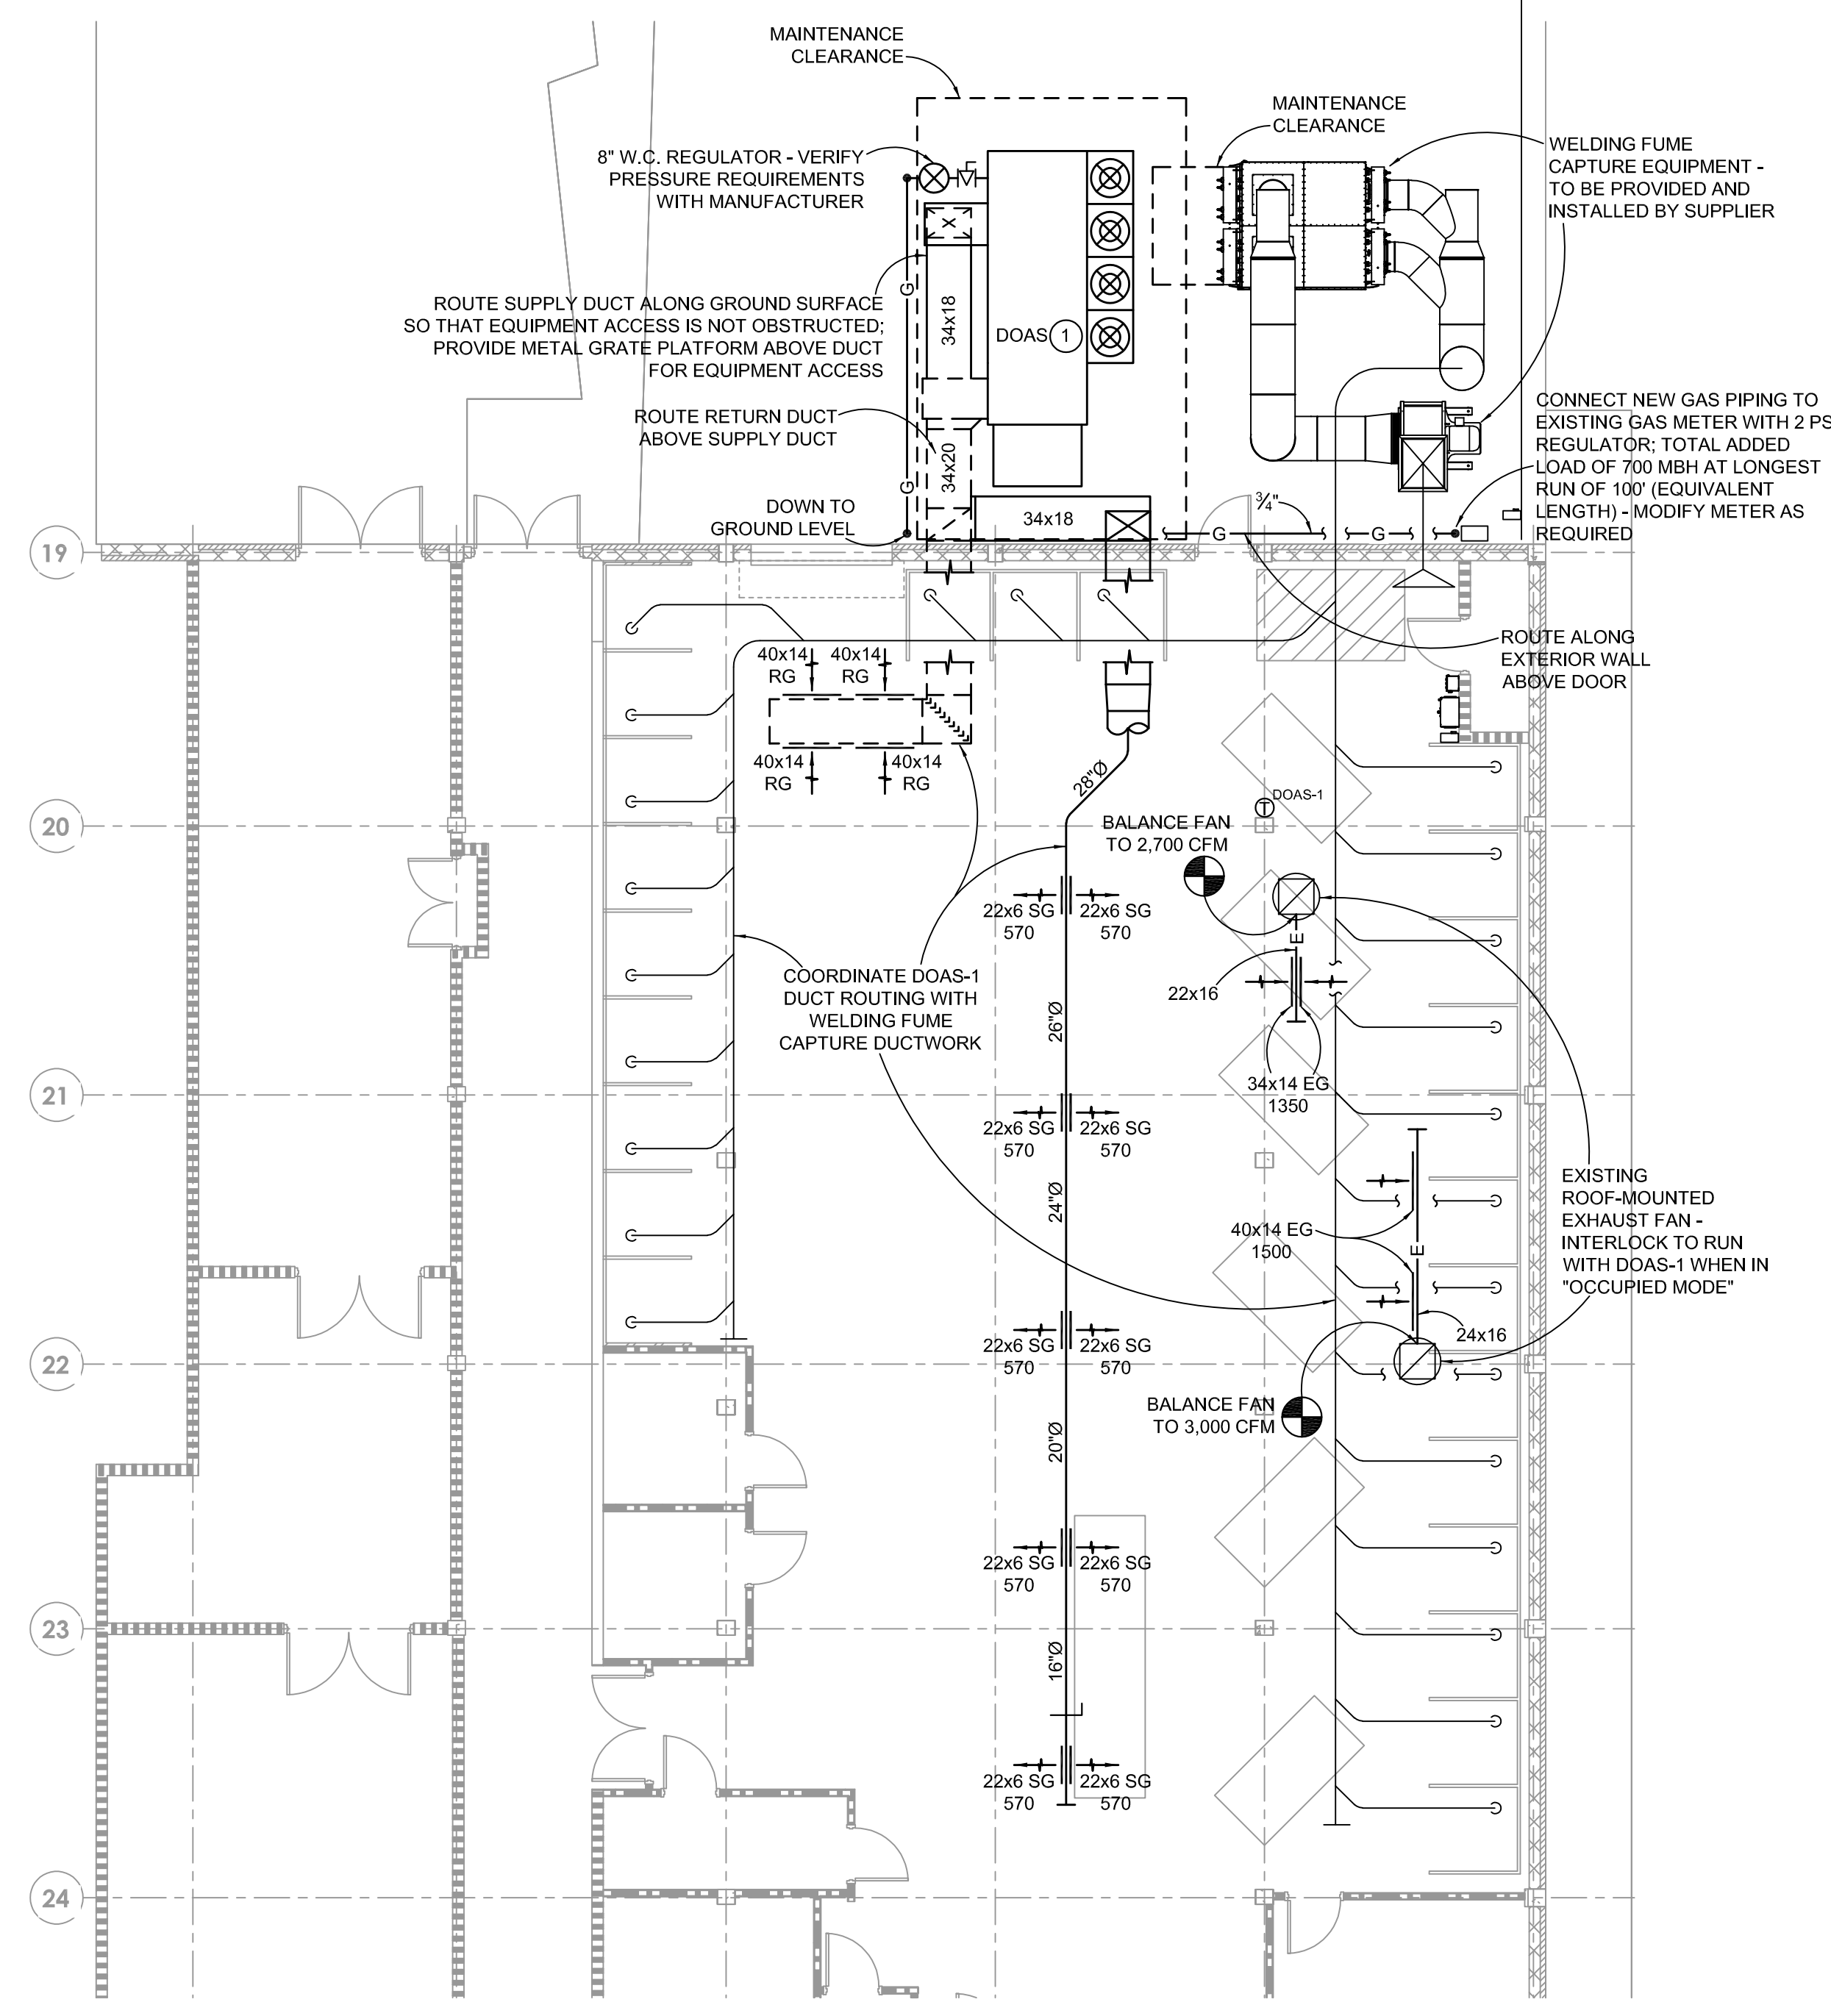 MAINTENANCE
CLEARANCE
MAINTENANCE
CLEARANCE
8" W.C. REGULATOR - VERIFY
PRESSURE REQUIREMENTS
WITH MANUFACTURER
WELDING FUME
CAPTURE EQUIPMENT -
TO BE PROVIDED AND
INSTALLED BY SUPPLIER
X
G
ROUTE SUPPLY DUCT ALONG GROUND SURFACE
SO THAT EQUIPMENT ACCESS IS NOT OBSTRUCTED;
PROVIDE METAL GRATE PLATFORM ABOVE DUCT
FOR EQUIPMENT ACCESS
34x18
DOAS 1
ROUTE RETURN DUCT
ABOVE SUPPLY DUCT
34x20
G
CONNECT NEW GAS PIPING TO
EXISTING GAS METER WITH 2 PS
REGULATOR; TOTAL ADDED
LOAD OF 700 MBH AT LONGEST
RUN OF 100' (EQUIVALENT
LENGTH) - MODIFY METER AS
REQUIRED
DOWN TO
GROUND LEVEL
34x18
3/4"
G
G
19
ROUTE ALONG
EXTERIOR WALL
ABOVE DOOR
40x14
RG
40x14
RG
40x14
RG
40x14
RG
28"Ø
T DOAS-1
20
BALANCE FAN
TO 2,700 CFM
22x6 SG
570
22x6 SG
570
E
22x16
COORDINATE DOAS-1
DUCT ROUTING WITH
WELDING FUME
CAPTURE DUCTWORK
26"Ø
34x14 EG
1350
21
22x6 SG
570
22x6 SG
570
24"Ø
EXISTING
ROOF-MOUNTED
EXHAUST FAN -
INTERLOCK TO RUN
WITH DOAS-1 WHEN IN
"OCCUPIED MODE"
40x14 EG
1500
E
24x16
22x6 SG
570
22x6 SG
570
22
BALANCE FAN
TO 3,000 CFM
20"Ø
22x6 SG
570
22x6 SG
570
23
16"Ø
22x6 SG
570
22x6 SG
570
24